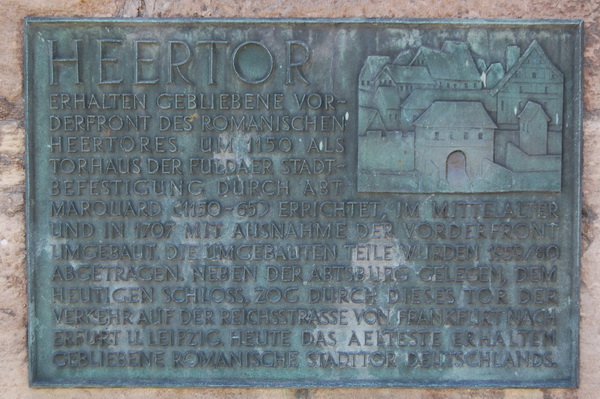 HEERTOR
ERHALTEN GEBLIEBENE VOR-
DERFRONT DES ROMANISCHEN
HEERTORES. UM 1150 ALS
TORHAUS DER FULDAER STADT-
BEFESTIGUNG DURCH ABT
MARQUARD (1150-65) ERRICHTET, IM MITTELALTER
UND IN 1705 MIT AUSNAHME DER VORDERFRONT
UMGEBAUT. DIE UMGEBAUTEN TEILE WURDEN 1959/60
ABGETRAGEN. NEBEN DER ABTSBURG GELEGEN, DEM
HEUTIGEN SCHLOSS, ZOG DURCH DIESES TOR DER
VERKEHR AUF DER REICHSSTRASSE VON FRANKFURT NACH
ERFURT U. LEIPZIG. HEUTE DAS AELTESTE ERHALTEN
GEBLIEBENE ROMANISCHE STADTTOR DEUTSCHLANDS.